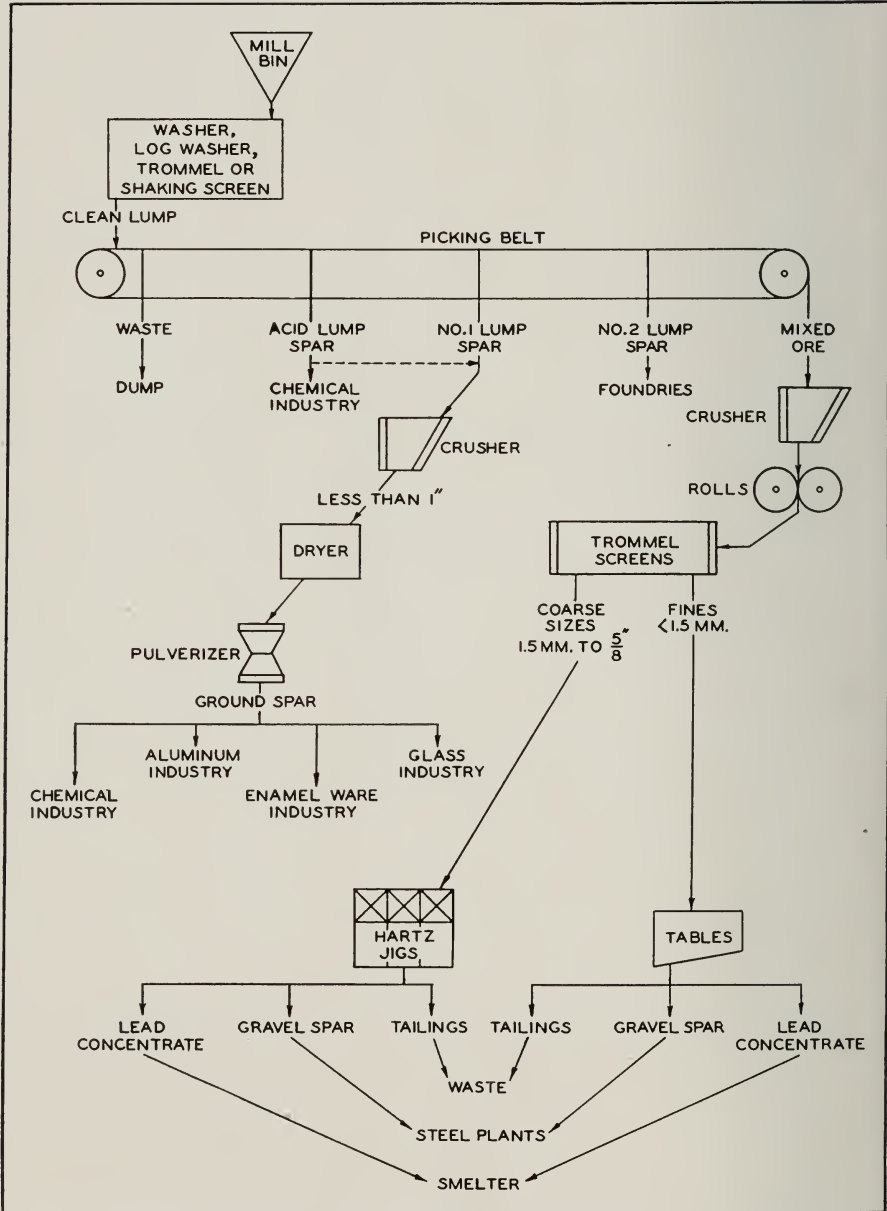 MILL
BIN
WASHER,
LOG WASHER,
TROMMEL OR
SHAKING SCREEN
CLEAN LUMP
PICKING BELT
WASTE
DUMP
ACID LUMP
SPAR
CHEMICAL
INDUSTRY
NO.1 LUMP
SPAR
NO.2 LUMP
SPAR
FOUNDRIES
MIXED
ORE
CRUSHER
LESS THAN 1"
DRYER
PULVERIZER
GROUND SPAR
CHEMICAL
INDUSTRY
ALUMINUM
INDUSTRY
ENAMEL WARE
INDUSTRY
GLASS
INDUSTRY
CRUSHER
ROLLS
TROMMEL
SCREENS
COARSE
SIZES
1.5 MM. TO 5/8"
FINES
<1.5 MM.
HARTZ
JIGS
TABLES
LEAD
CONCENTRATE
GRAVEL SPAR
TAILINGS
TAILINGS
GRAVEL SPAR
LEAD
CONCENTRATE
WASTE
STEEL PLANTS
SMELTER